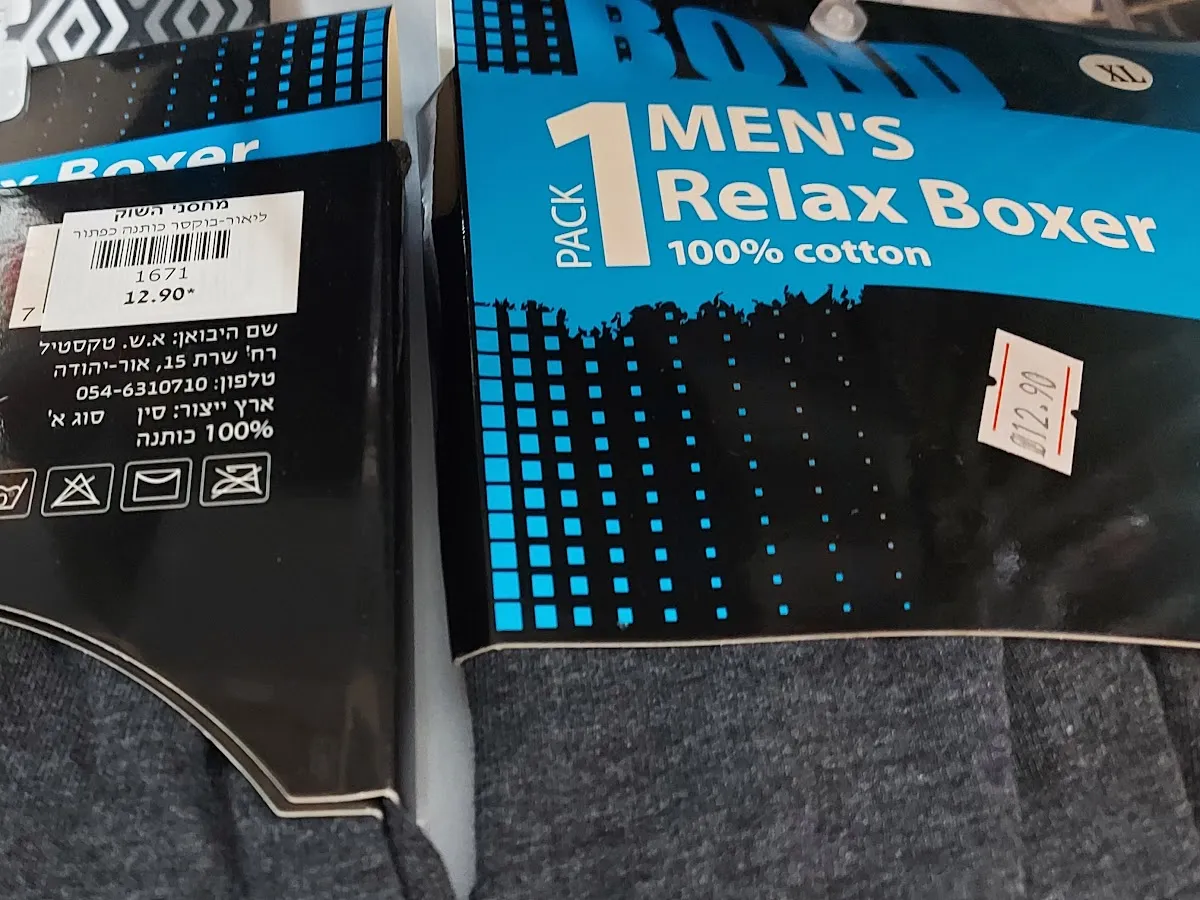 x Boxer
מחסני השוק
ליאור-בוקסר כותנה כפתור
1671
12.90*
7
שם היבואן: א.ש. טקסטיל
רח' שרת 15, אור-יהודה
טלפון: 054-6310710
ארץ ייצור: סין סוג א'
100% כותנה
BOND
XL
PACK 1 MEN'S
Relax Boxer
100% cotton
₪12.90